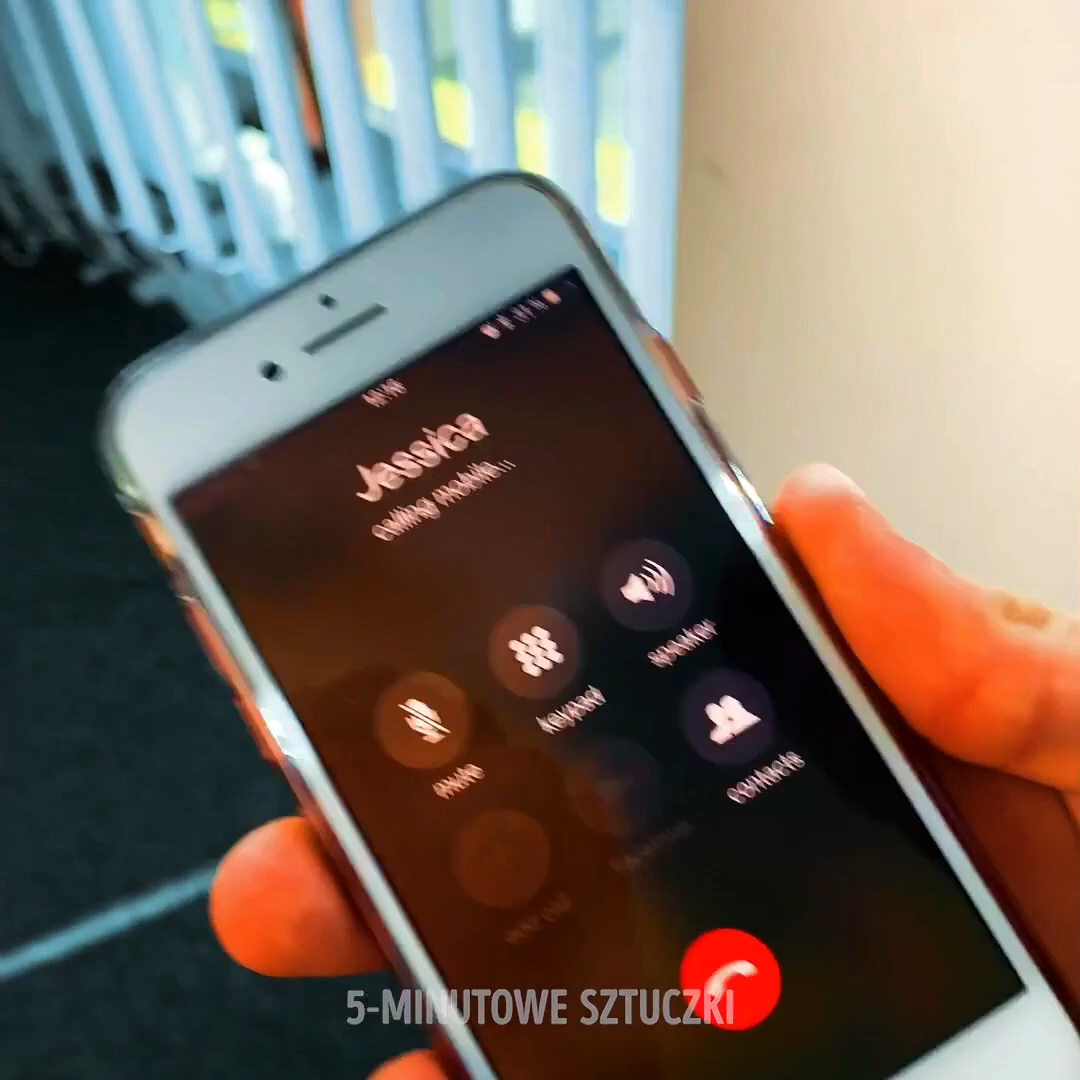 Jessica
calling mobile...
speaker
keypad
mute
contacts
5-MINUTOWE SZTUCZKI